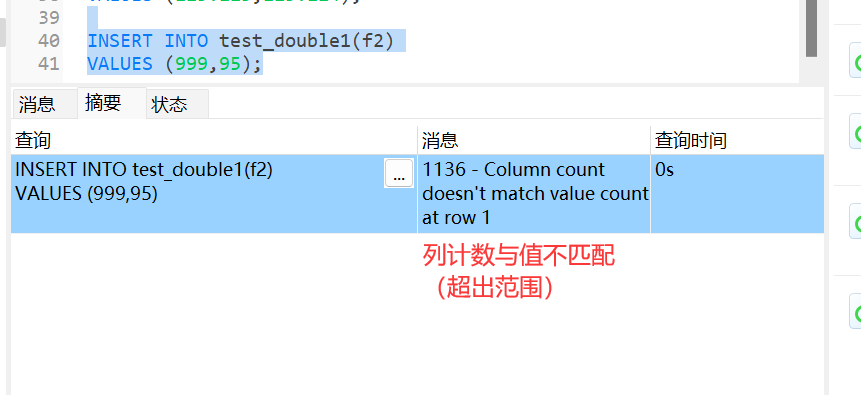 39
40 INSERT INTO test_double1(f2)
41 VALUES (999,95);
消息 摘要 状态
查询 消息 查询时间
INSERT INTO test_double1(f2) ... 1136 - Column count 0s
VALUES (999,95) doesn't match value count
at row 1
列计数与值不匹配
（超出范围）